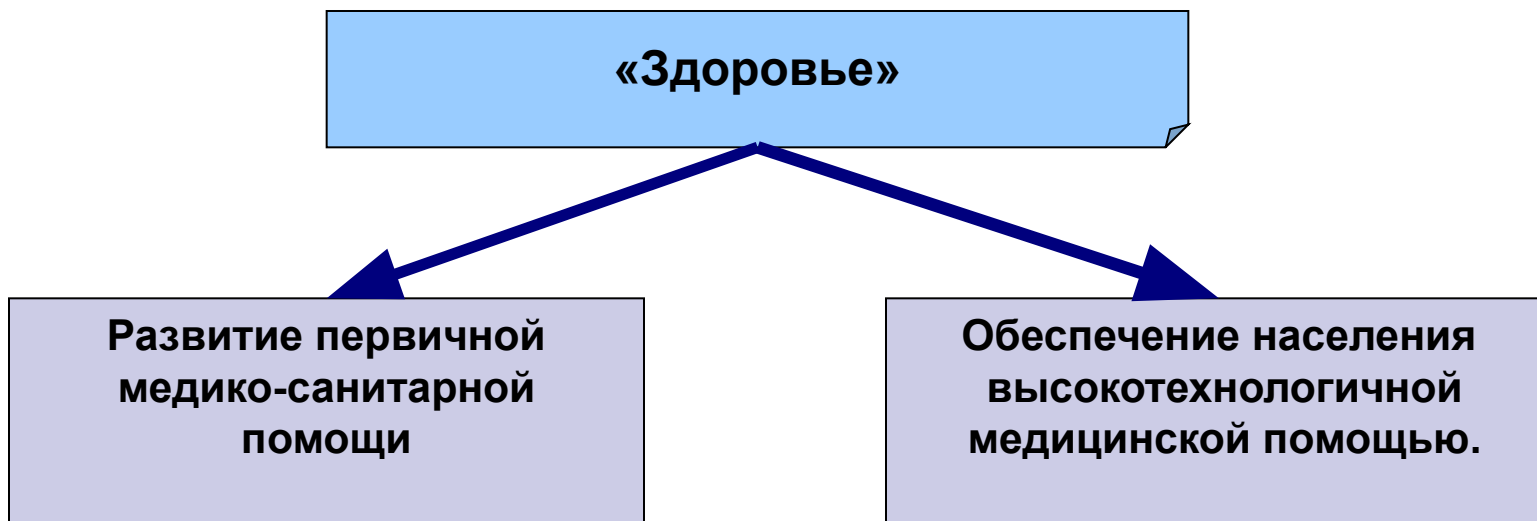 «Здоровье»
Развитие первичной
медико-санитарной
помощи
Обеспечение населения
высокотехнологичной
медицинской помощью.